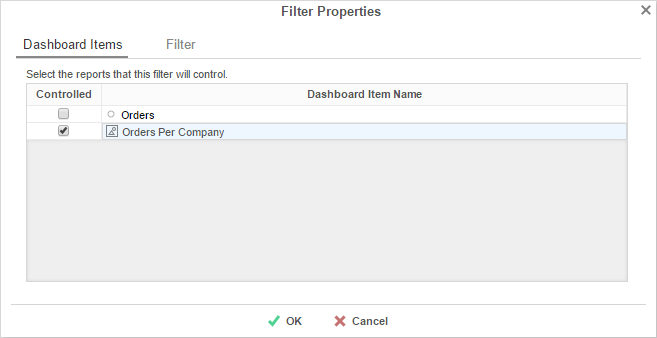 Filter Properties
Dashboard Items Filter
Select the reports that this filter will control.
Controlled Dashboard Item Name
Orders
Orders Per Company
OK Cancel